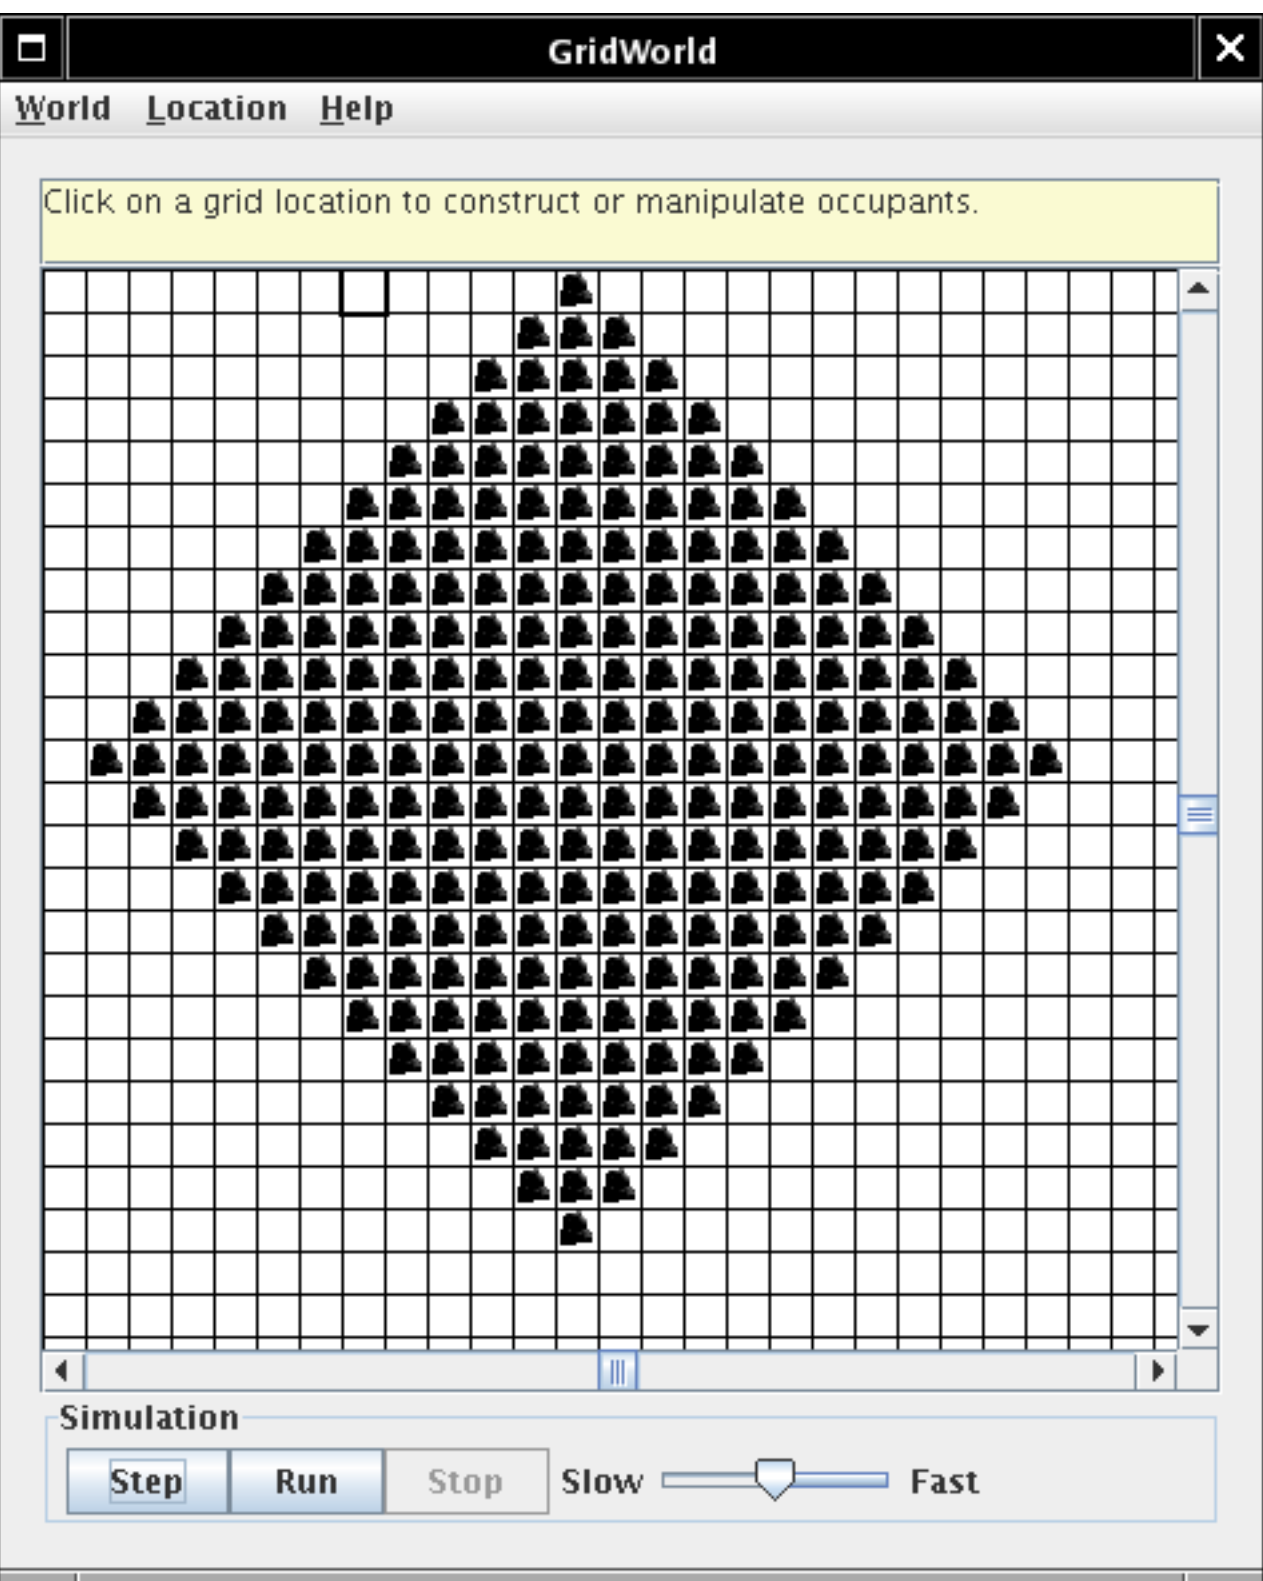 GridWorld
World Location Help
Click on a grid location to construct or manipulate occupants.
Simulation
Step Run Stop Slow Fast